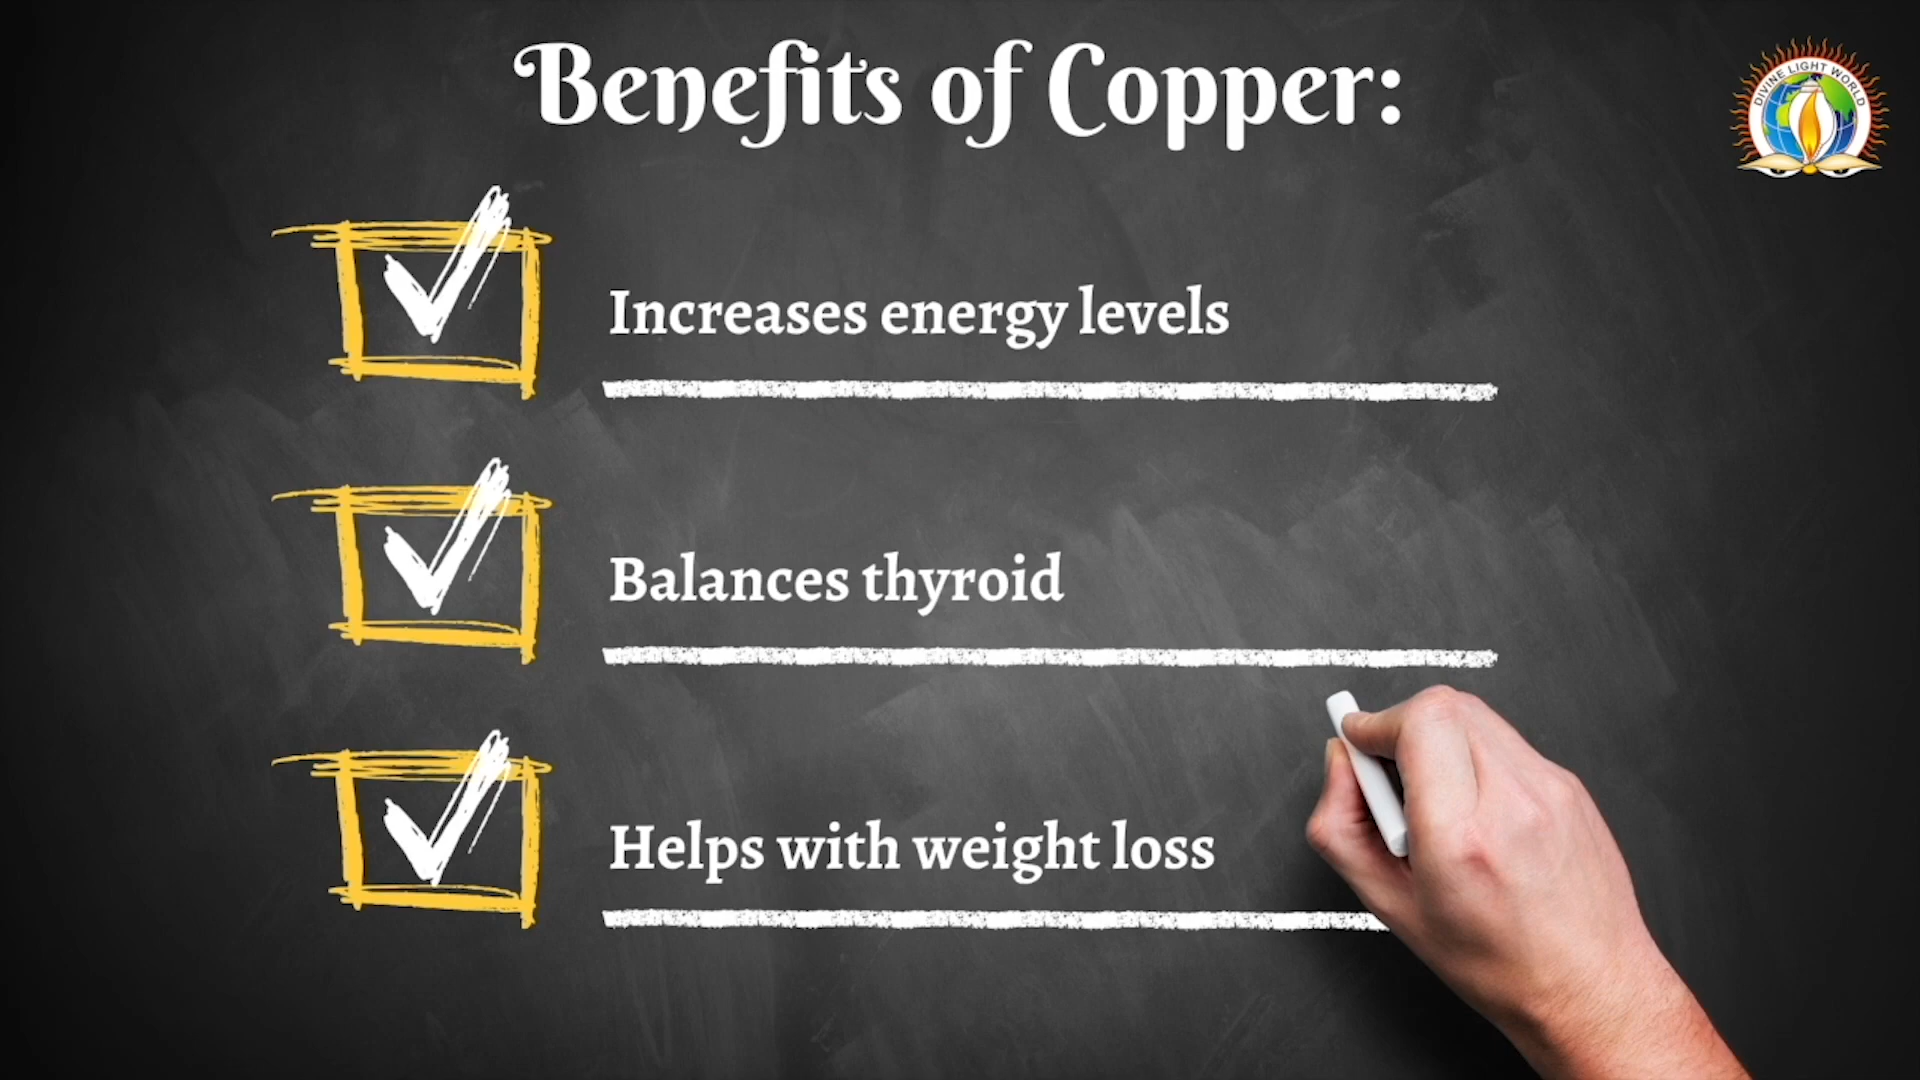 Benefits of Copper:
DIVINE LIGHT WORLD
Increases energy levels
Balances thyroid
Helps with weight loss